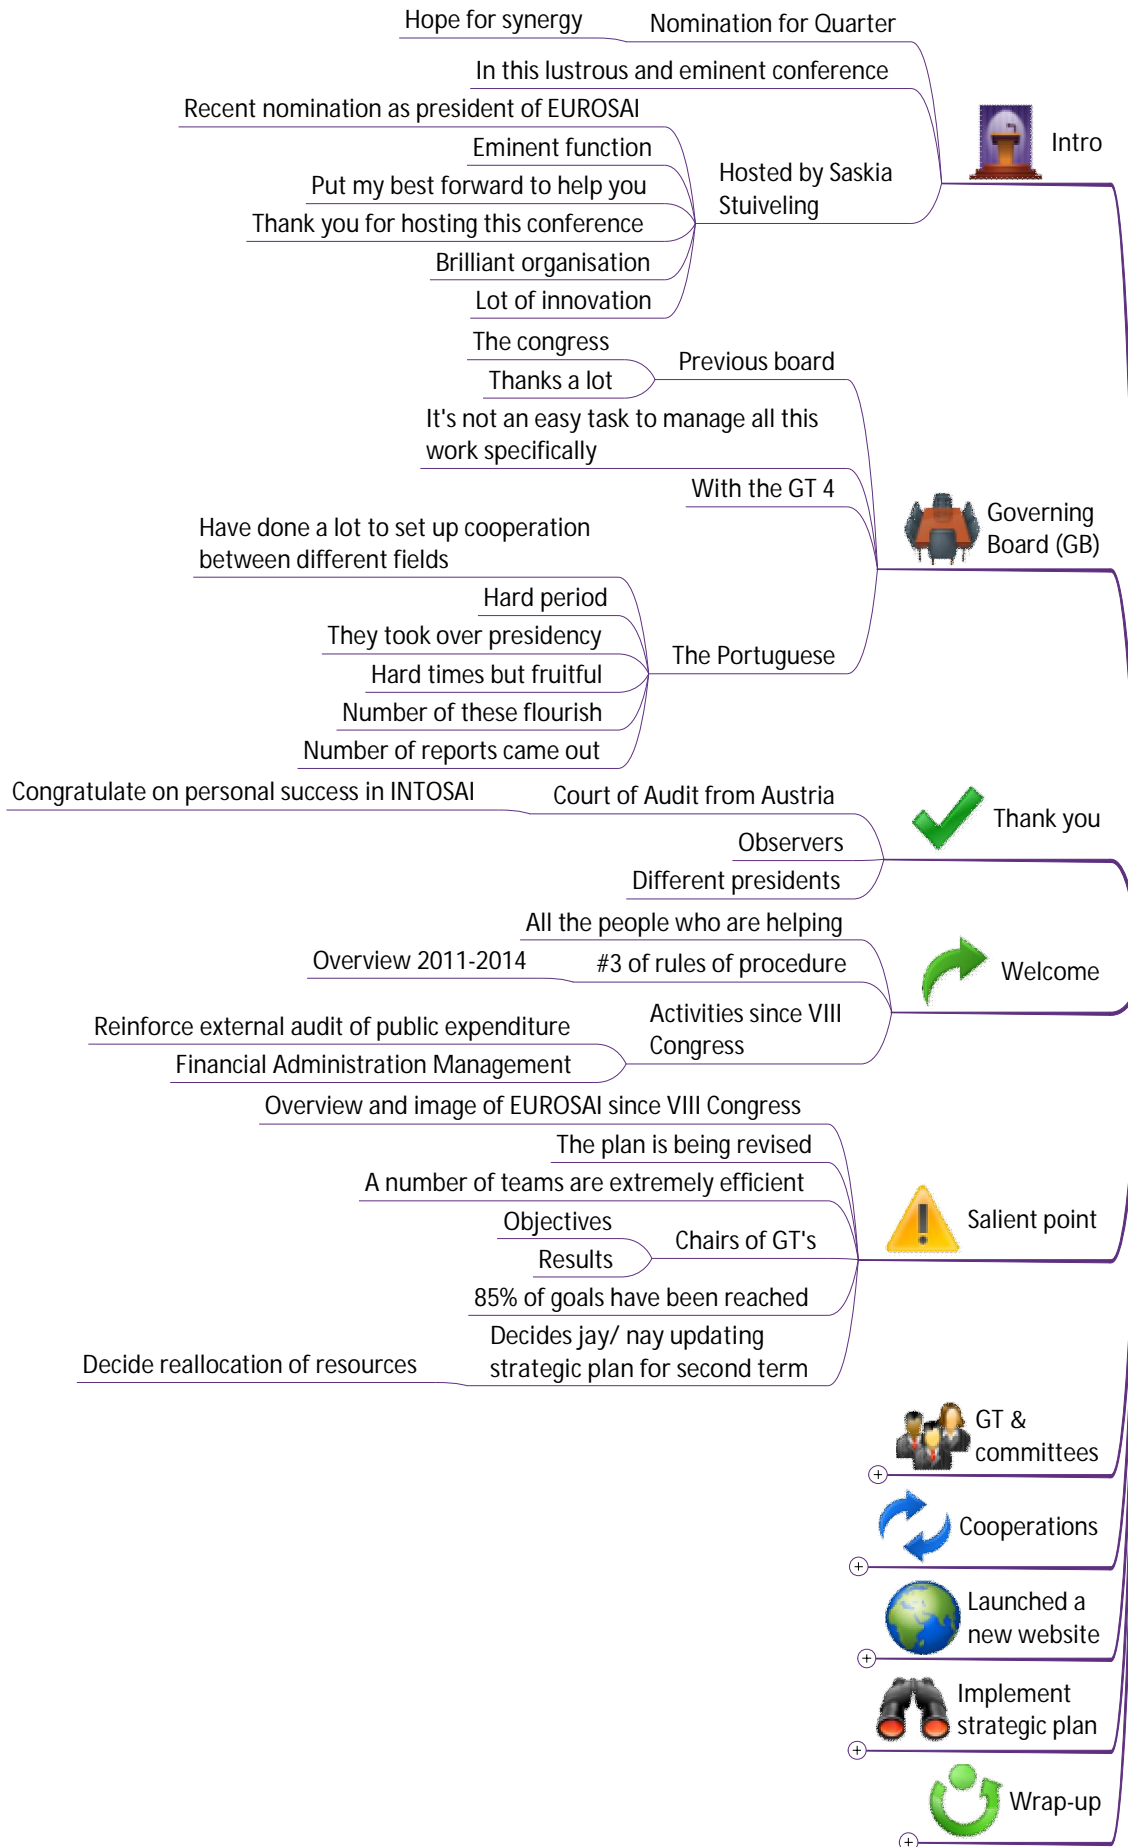 Hope for synergy
Nomination for Quarter
In this lustrous and eminent conference
Recent nomination as president of EUROSAI
Eminent function
Put my best forward to help you
Thank you for hosting this conference
Brilliant organisation
Lot of innovation
Hosted by Saskia
Stuiveling
Intro
The congress
Thanks a lot
Previous board
It's not an easy task to manage all this
work specifically
With the GT 4
Have done a lot to set up cooperation
between different fields
Hard period
They took over presidency
Hard times but fruitful
Number of these flourish
Number of reports came out
The Portuguese
Governing
Board (GB)
Congratulate on personal success in INTOSAI
Court of Audit from Austria
Observers
Different presidents
Thank you
All the people who are helping
Overview 2011-2014
#3 of rules of procedure
Reinforce external audit of public expenditure
Financial Administration Management
Activities since VIII
Congress
Welcome
Overview and image of EUROSAI since VIII Congress
The plan is being revised
A number of teams are extremely efficient
Objectives
Results
Chairs of GT's
85% of goals have been reached
Decide reallocation of resources
Decides jay/ nay updating
strategic plan for second term
Salient point
GT &
committees
Cooperations
Launched a
new website
Implement
strategic plan
Wrap-up